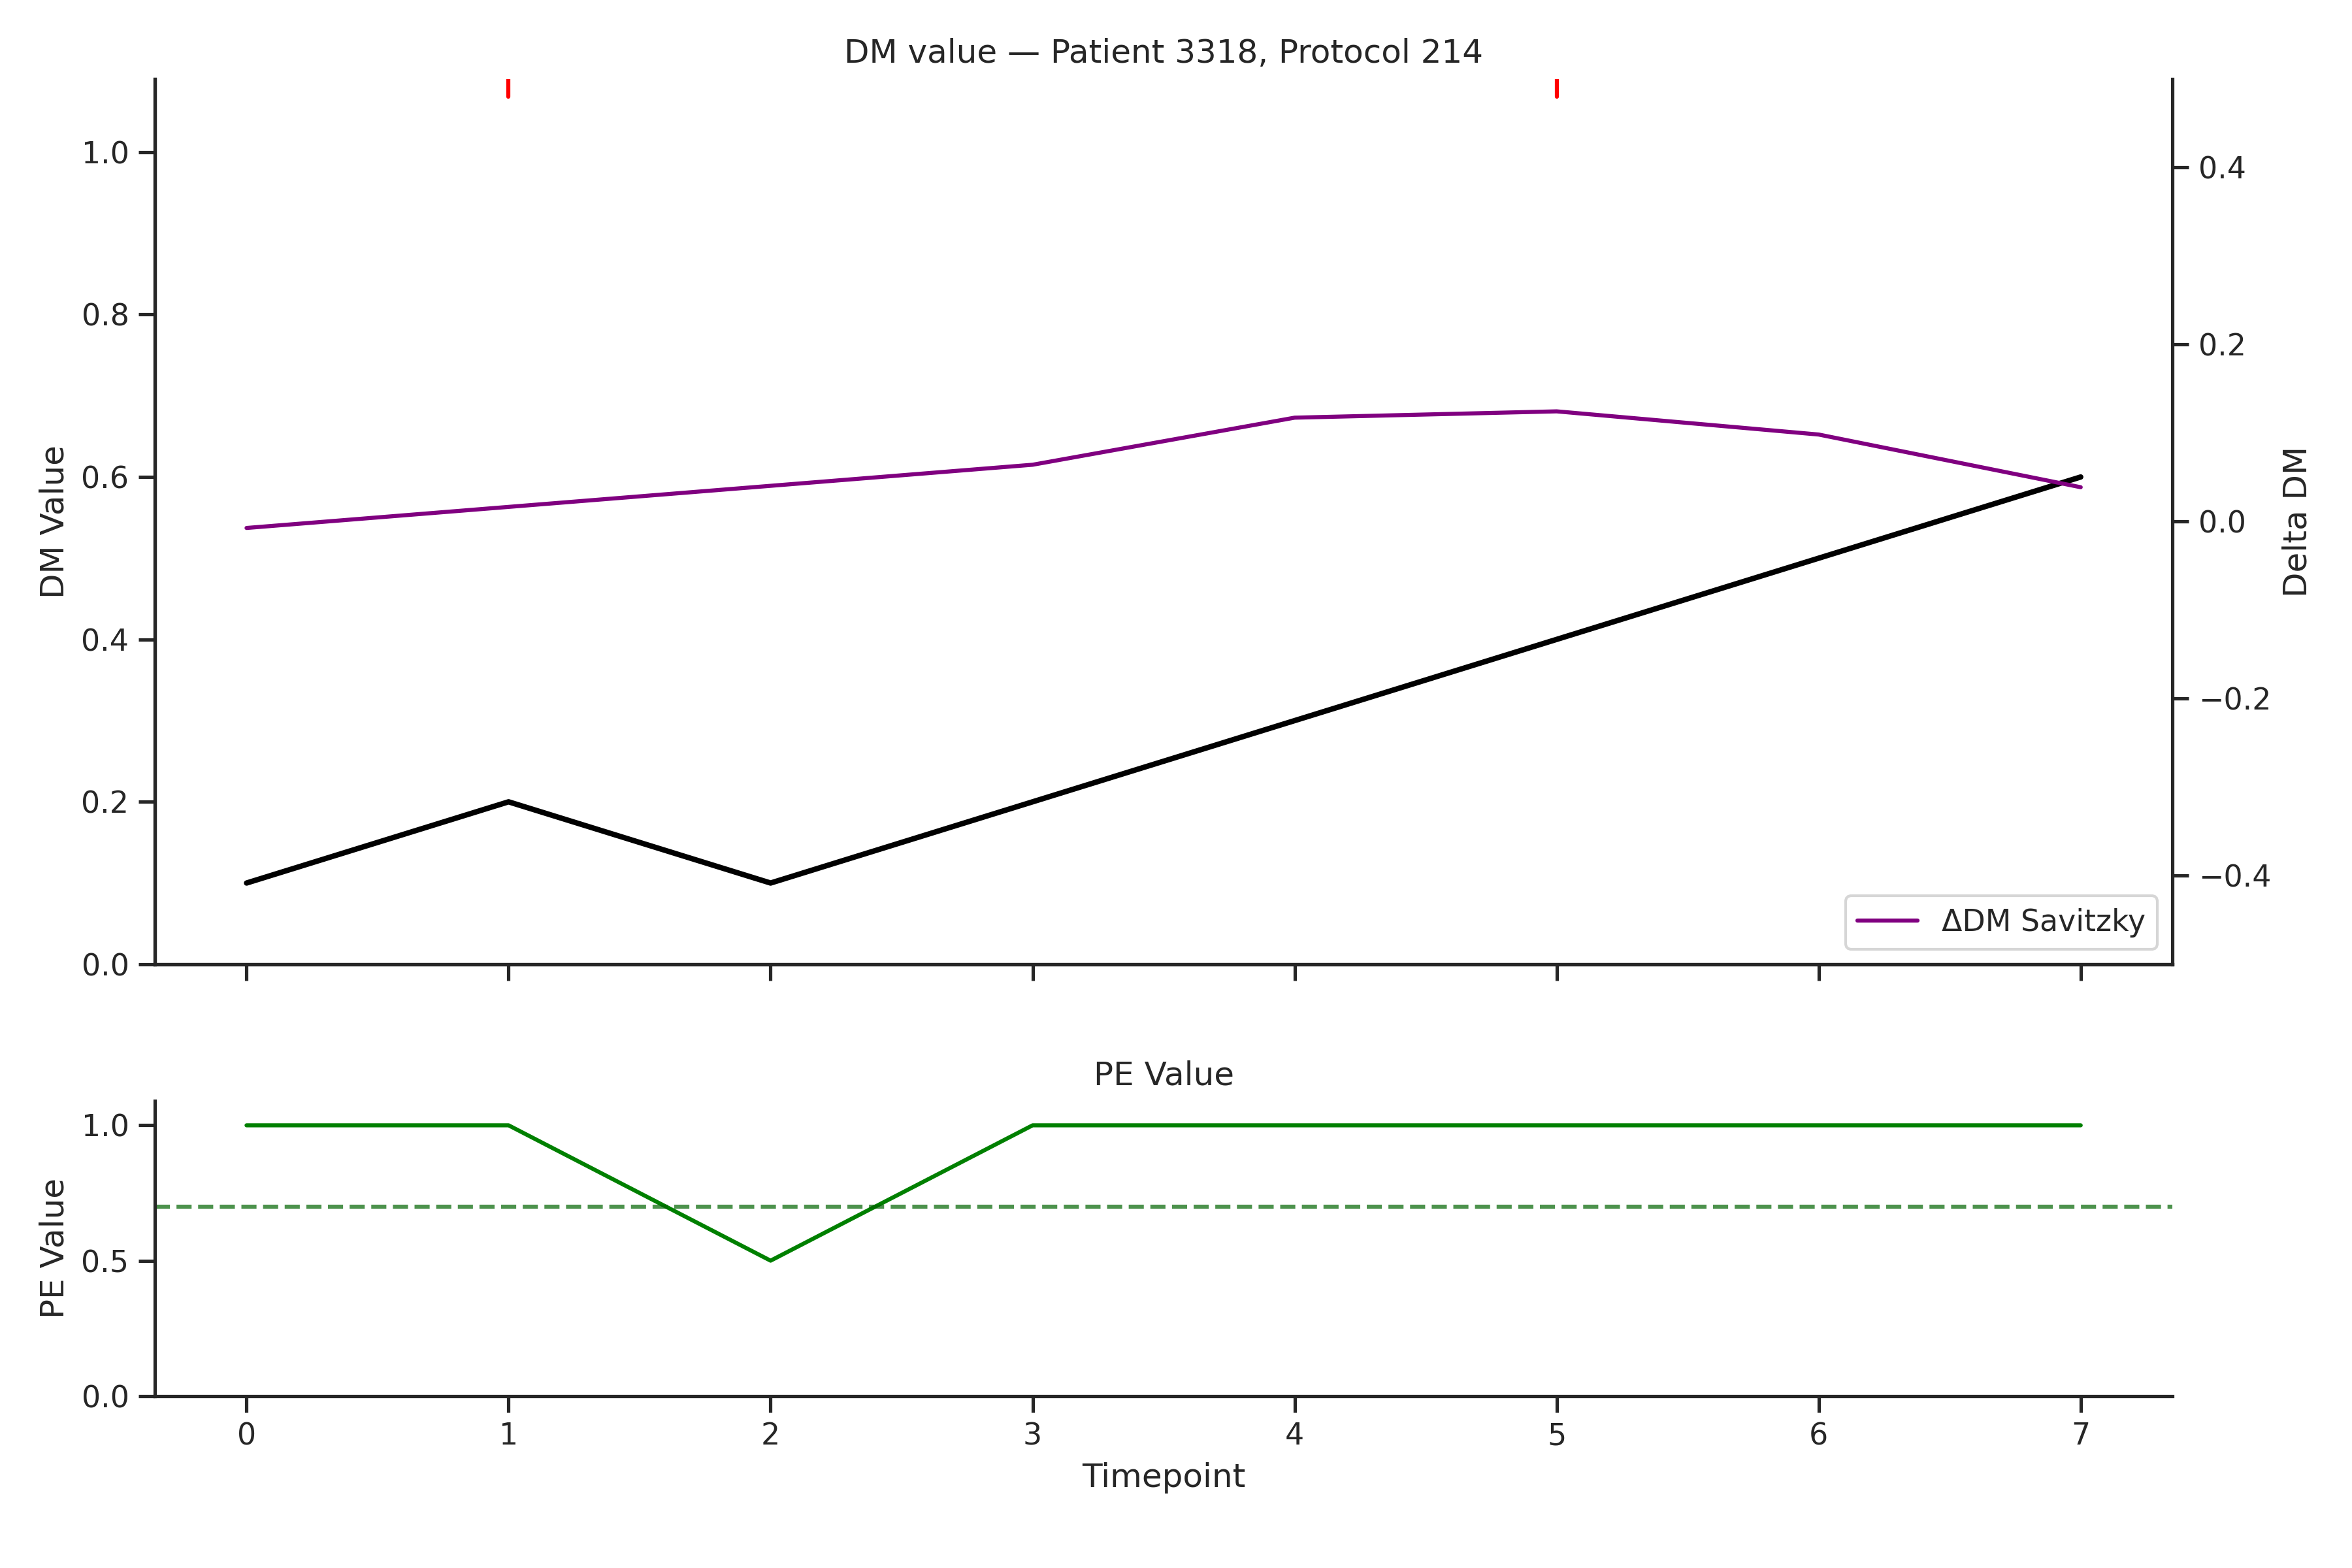 DM value — Patient 3318, Protocol 214
1.0
0.8
0.6
0.4
0.2
0.0
DM Value
0.4
0.2
0.0
−0.2
−0.4
Delta DM
ΔDM Savitzky
PE Value
1.0
0.5
0.0
PE Value
0 1 2 3 4 5 6 7
Timepoint